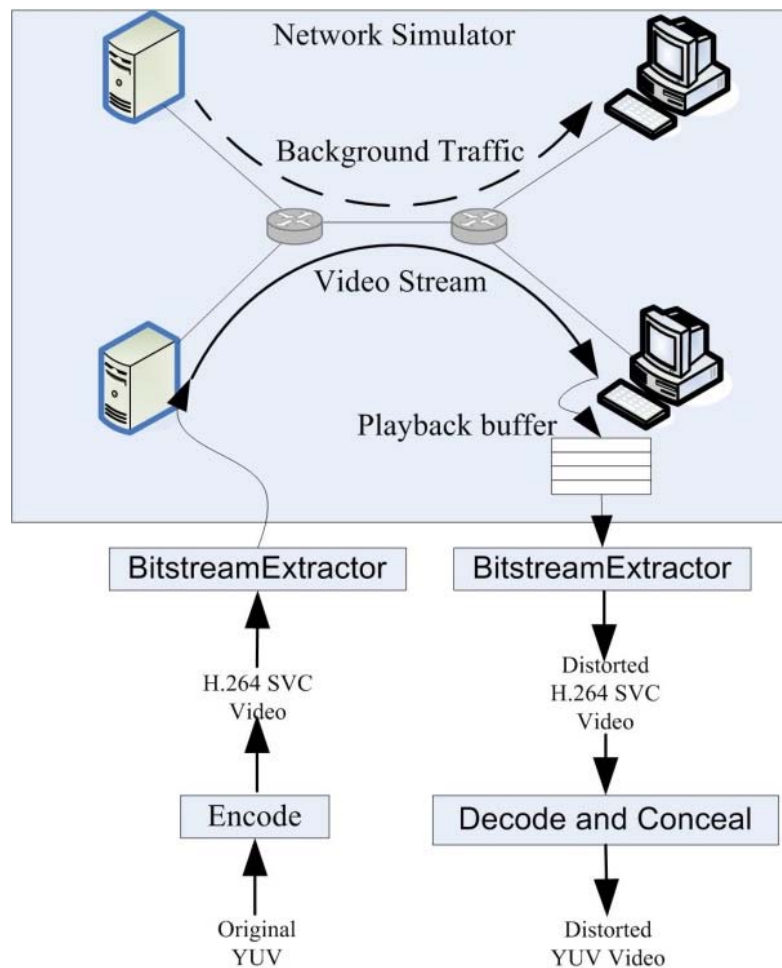 Network Simulator
Background Traffic
Video Stream
Playback buffer
BitstreamExtractor
BitstreamExtractor
H.264 SVC
Video
Distorted
H.264 SVC
Video
Encode
Decode and Conceal
Original
YUV
Distorted
YUV Video